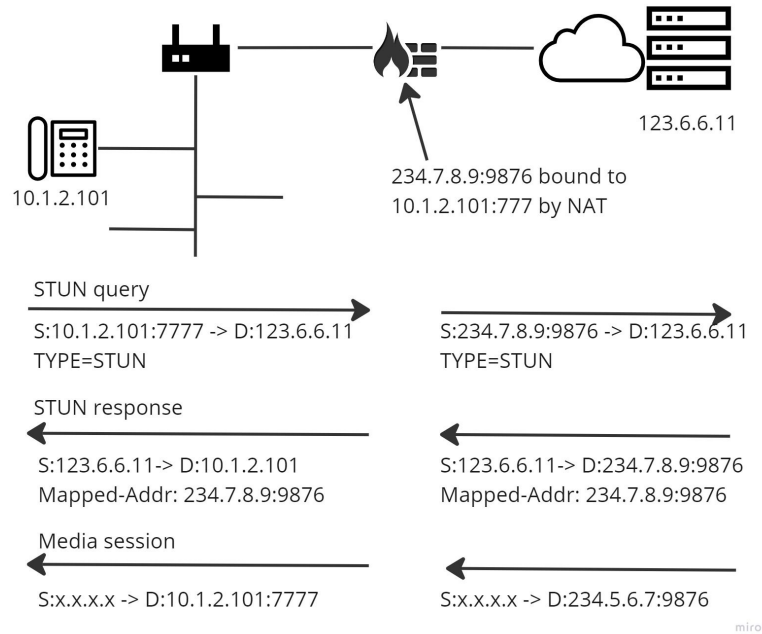 123.6.6.11
10.1.2.101
234.7.8.9:9876 bound to
10.1.2.101:777 by NAT
STUN query
S:10.1.2.101:7777 -> D:123.6.6.11
TYPE=STUN
S:234.7.8.9:9876 -> D:123.6.6.11
TYPE=STUN
STUN response
S:123.6.6.11-> D:10.1.2.101
Mapped-Addr: 234.7.8.9:9876
S:123.6.6.11-> D:234.7.8.9:9876
Mapped-Addr: 234.7.8.9:9876
Media session
S:x.x.x.x -> D:10.1.2.101:7777
S:x.x.x.x -> D:234.5.6.7:9876
miro